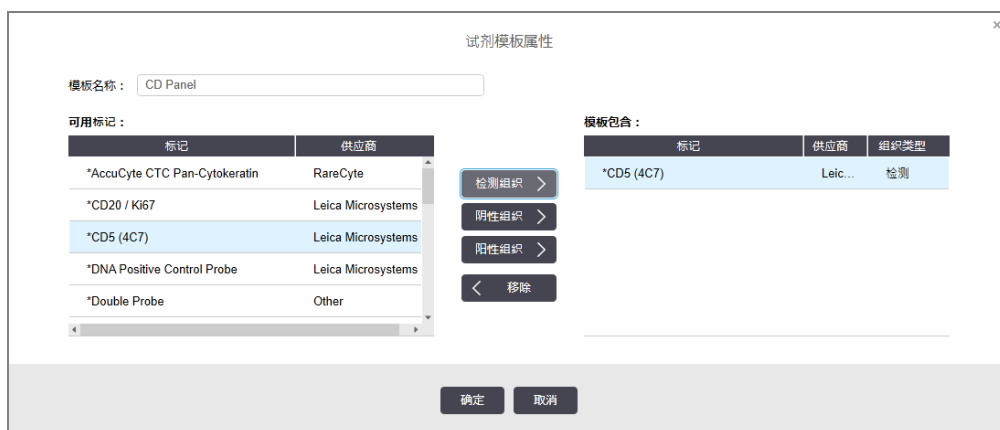 ×
试剂模板属性
模板名称： CD Panel
可用标记：
标记 供应商
*AccuCyte CTC Pan-Cytokeratin RareCyte
*CD20 / Ki67 Leica Microsystems
*CD5 (4C7) Leica Microsystems
*DNA Positive Control Probe Leica Microsystems
*Double Probe Other
检测组织
阴性组织
阳性组织
移除
模板包含：
标记 供应商 组织类型
*CD5 (4C7) Leic... 检测
确定 取消